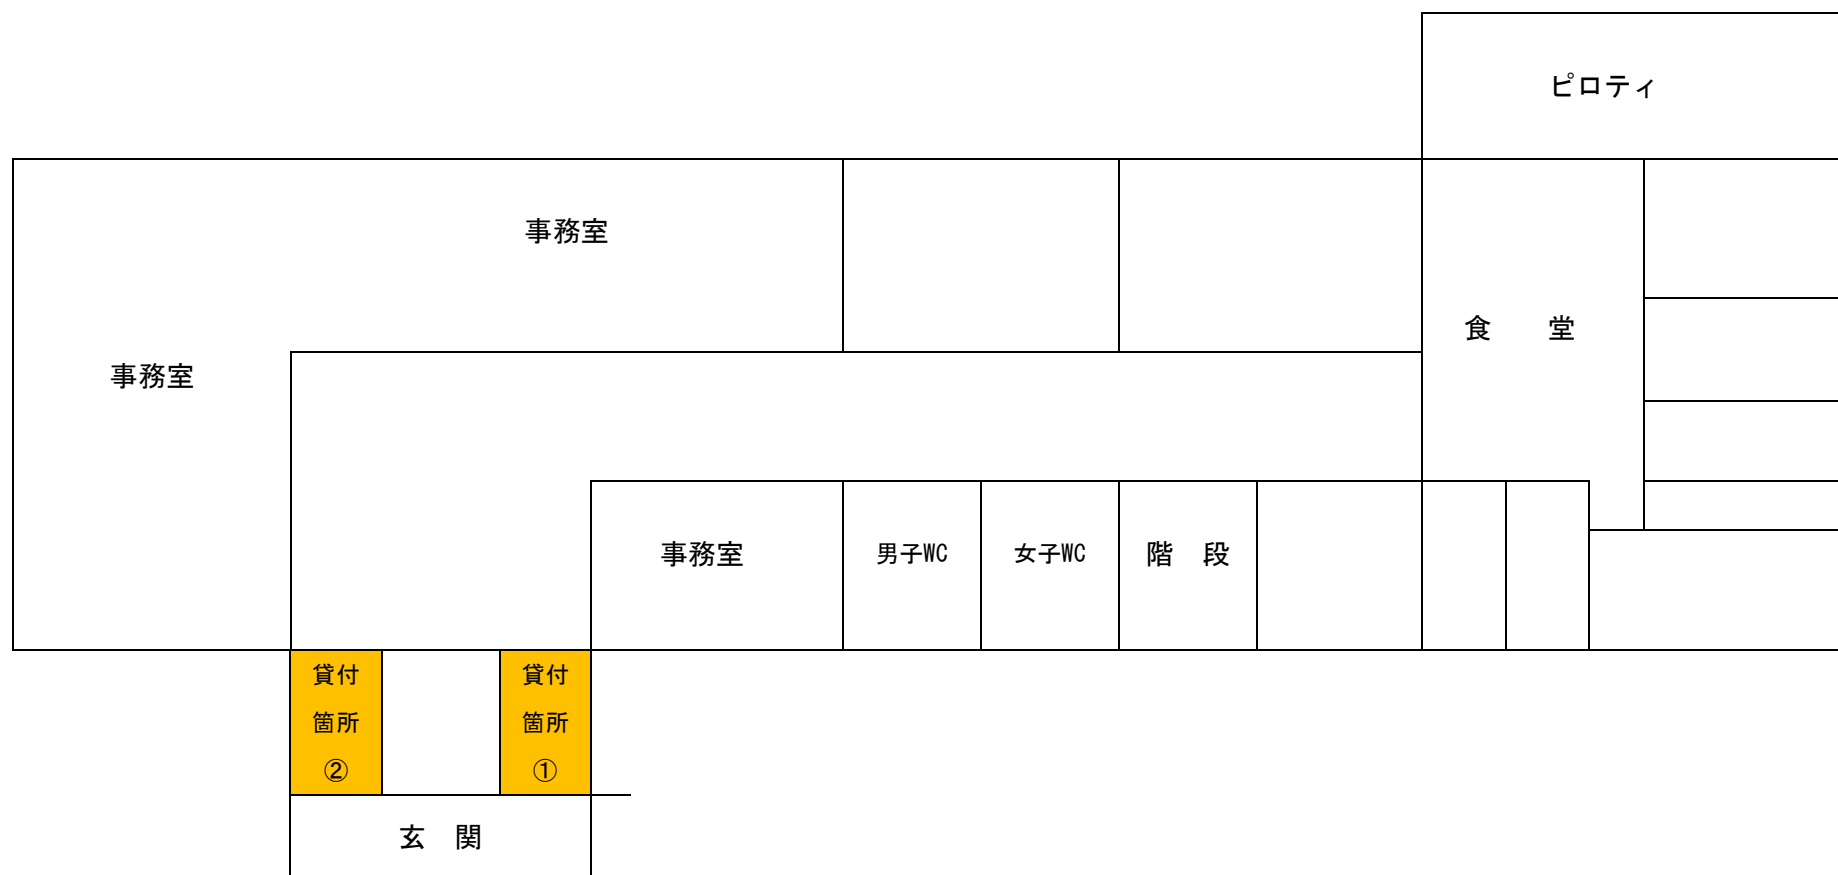 ピロティ
事務室
食　堂
事務室
事務室
男子WC
女子WC
階　段
貸付
箇所
②
貸付
箇所
①
玄　関